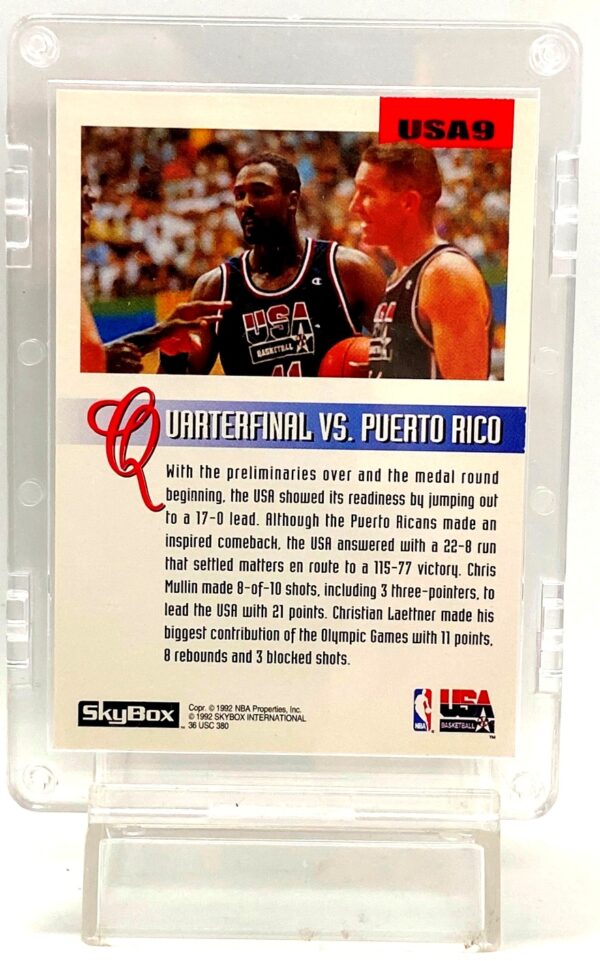 USA9
USA
BASKETBALL
11
QUARTERFINAL VS. PUERTO RICO
With the preliminaries over and the medal round
beginning, the USA showed its readiness by jumping out
to a 17-0 lead. Although the Puerto Ricans made an
inspired comeback, the USA answered with a 22-8 run
that settled matters en route to a 115-77 victory. Chris
Mullin made 8-of-10 shots, including 3 three-pointers, to
lead the USA with 21 points. Christian Laettner made his
biggest contribution of the Olympic Games with 11 points,
8 rebounds and 3 blocked shots.
SkyBox™
Copr. © 1992 NBA Properties, Inc.
© 1992 SKYBOX INTERNATIONAL
36 USC 380
NBA
USA
BASKETBALL
™